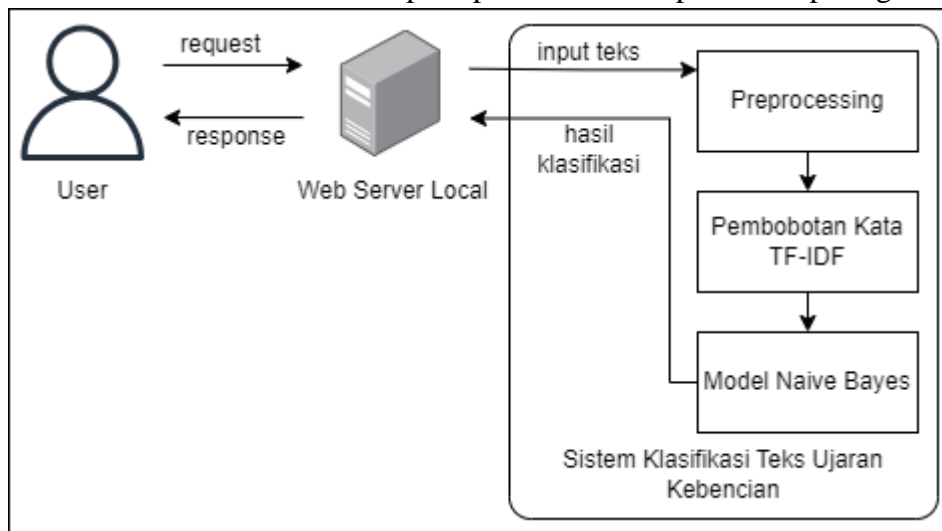 request
response
User
Web Server Local
input teks
hasil
klasifikasi
Preprocessing
Pembobotan Kata
TF-IDF
Model Naive Bayes
Sistem Klasifikasi Teks Ujaran
Kebencian